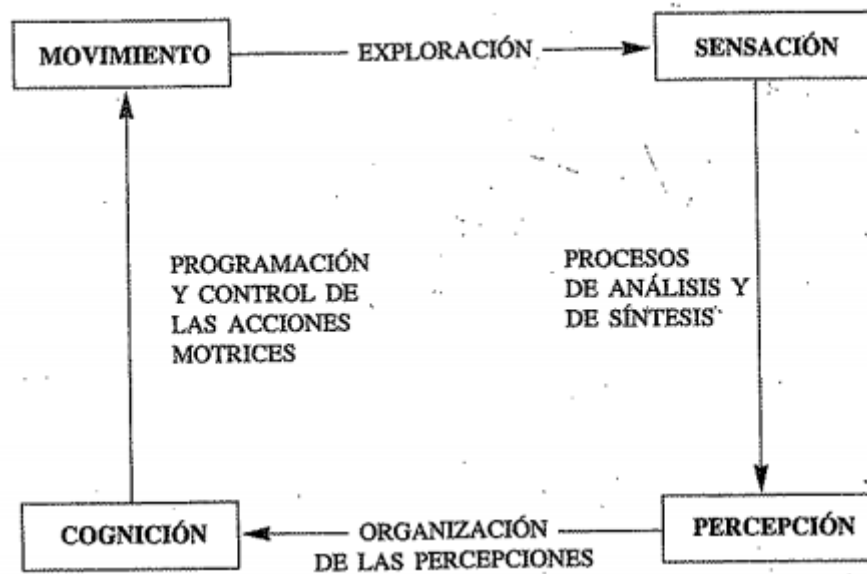 MOVIMIENTO
EXPLORACIÓN
SENSACIÓN
PROGRAMACIÓN
Y CONTROL DE
LAS ACCIONES
MOTRICES
PROCESOS
DE ANÁLISIS Y
DE SÍNTESIS
COGNICIÓN
ORGANIZACIÓN
DE LAS PERCEPCIONES
PERCEPCIÓN